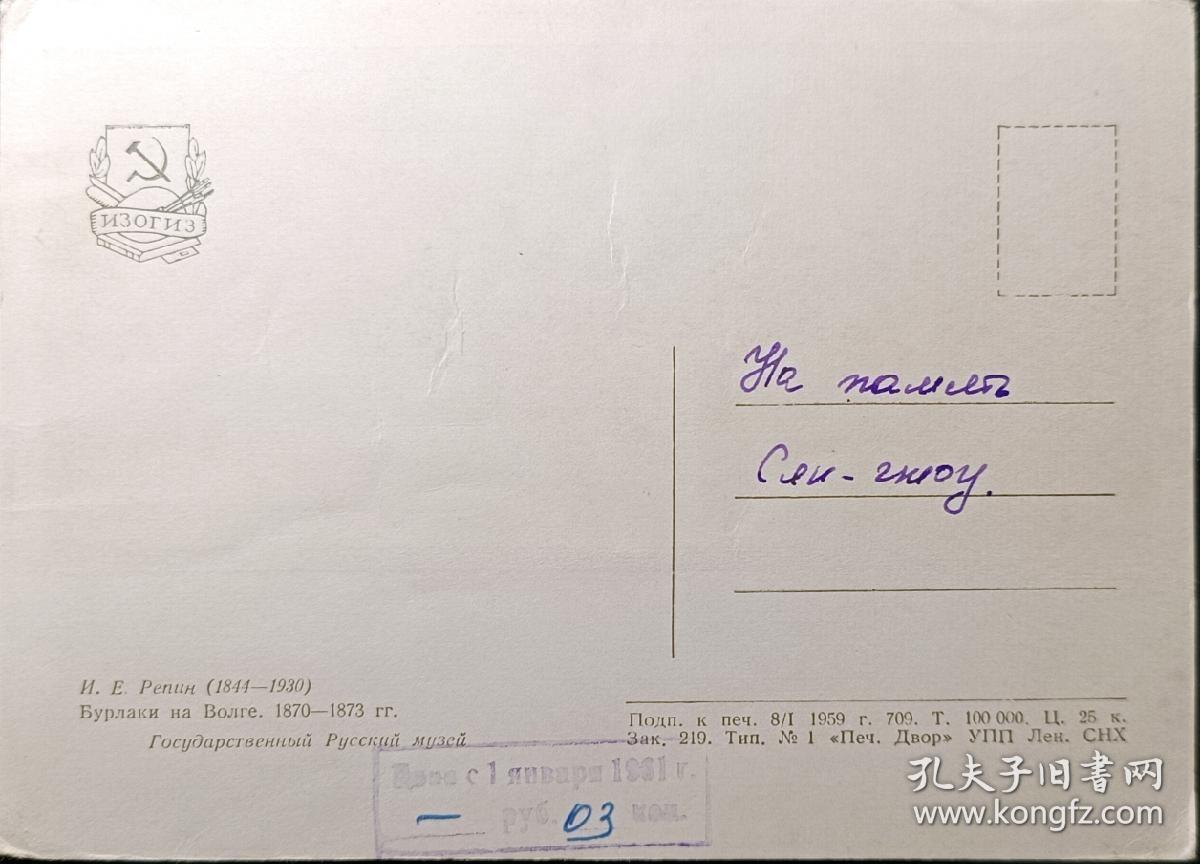 ИЗОГИЗ
На память
Сян-гжоу.
И. Е. Репин (1844—1930)
Бурлаки на Волге. 1870—1873 гг.
Государственный Русский музей
Подп. к печ. 8/I 1959 г. 709. Т. 100 000. Ц. 25 к.
Зак. 219. Тип. № 1 «Печ. Двор» УПП Лен. СНХ
Цена с 1 января 1961 г.
— руб. 03 коп.
孔夫子旧书网
www.kongfz.com